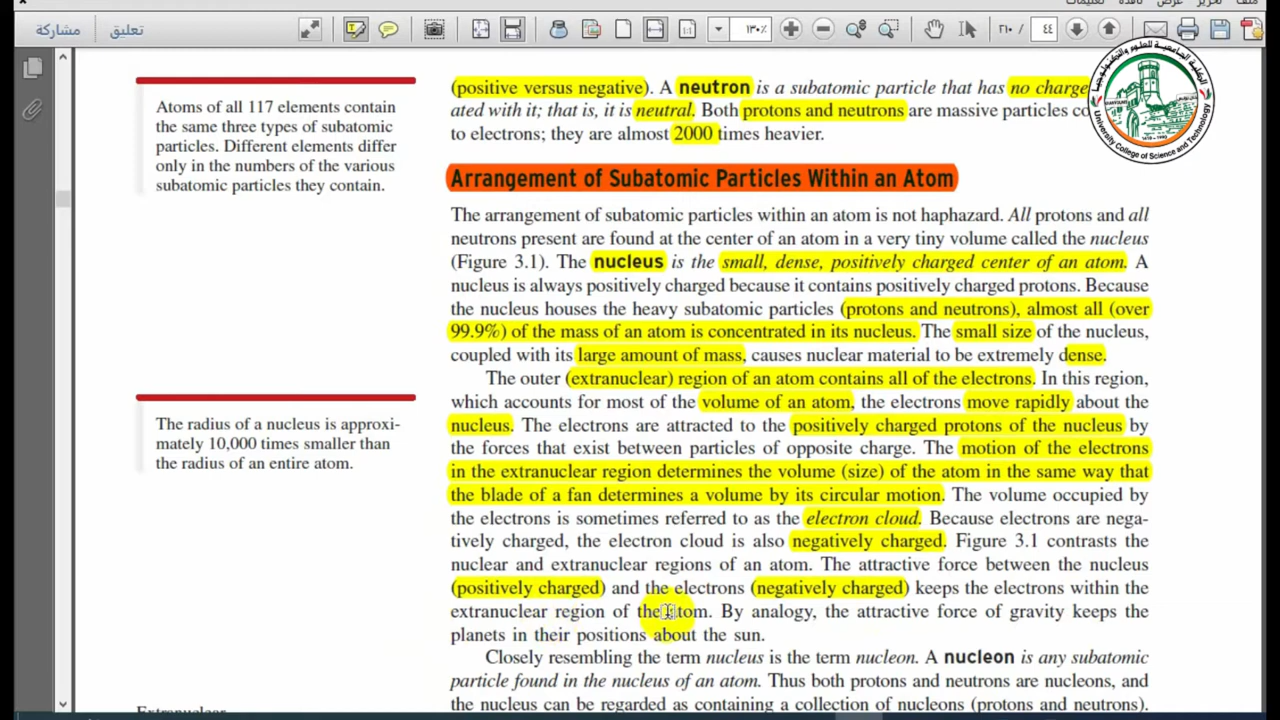 ملف تحرير عرض نافذة تعليمات
مشاركة
تعليق
١٣٠٪
٢١٠ /
٤٤
الكلية الجامعية للعلوم والتكنولوجيا
University College of Science and Technology
Atoms of all 117 elements contain
the same three types of subatomic
particles. Different elements differ
only in the numbers of the various
subatomic particles they contain.
The radius of a nucleus is approxi-
mately 10,000 times smaller than
the radius of an entire atom.
Extranuclear
(positive versus negative). A neutron is a subatomic particle that has no charge
ated with it; that is, it is neutral. Both protons and neutrons are massive particles co
to electrons; they are almost 2000 times heavier.
Arrangement of Subatomic Particles Within an Atom
The arrangement of subatomic particles within an atom is not haphazard. All protons and all
neutrons present are found at the center of an atom in a very tiny volume called the nucleus
(Figure 3.1). The nucleus is the small, dense, positively charged center of an atom. A
nucleus is always positively charged because it contains positively charged protons. Because
the nucleus houses the heavy subatomic particles (protons and neutrons), almost all (over
99.9%) of the mass of an atom is concentrated in its nucleus. The small size of the nucleus,
coupled with its large amount of mass, causes nuclear material to be extremely dense.
The outer (extranuclear) region of an atom contains all of the electrons. In this region,
which accounts for most of the volume of an atom, the electrons move rapidly about the
nucleus. The electrons are attracted to the positively charged protons of the nucleus by
the forces that exist between particles of opposite charge. The motion of the electrons
in the extranuclear region determines the volume (size) of the atom in the same way that
the blade of a fan determines a volume by its circular motion. The volume occupied by
the electrons is sometimes referred to as the electron cloud. Because electrons are nega-
tively charged, the electron cloud is also negatively charged. Figure 3.1 contrasts the
nuclear and extranuclear regions of an atom. The attractive force between the nucleus
(positively charged) and the electrons (negatively charged) keeps the electrons within the
extranuclear region of the atom. By analogy, the attractive force of gravity keeps the
planets in their positions about the sun.
Closely resembling the term nucleus is the term nucleon. A nucleon is any subatomic
particle found in the nucleus of an atom. Thus both protons and neutrons are nucleons, and
the nucleus can be regarded as containing a collection of nucleons (protons and neutrons).